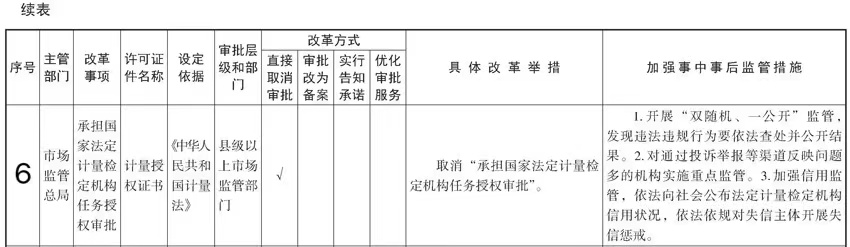 续表
序号
主管
部门
改革
事项
许可证
件名称
设定
依据
审批层
级和部
门
改革方式
直接
取消
审批
审批
改为
备案
实行
告知
承诺
优化
审批
服务
具体改革举措
加强事中事后监管措施
6
市场
监管
总局
承担国
家法定
计量检
定机构
任务授
权审批
计量授
权证书
《中华人
民共和
国计量
法》
县级以
上市场
监管部
门
√
取消“承担国家法定计量检
定机构任务授权审批”。
1.开展“双随机、一公开”监管，
发现违法违规行为要依法查处并公开结
果。2.对通过投诉举报等渠道反映问题
多的机构实施重点监管。3.加强信用监
管，依法向社会公布法定计量检定机构
信用状况，依法依规对失信主体开展失
信惩戒。